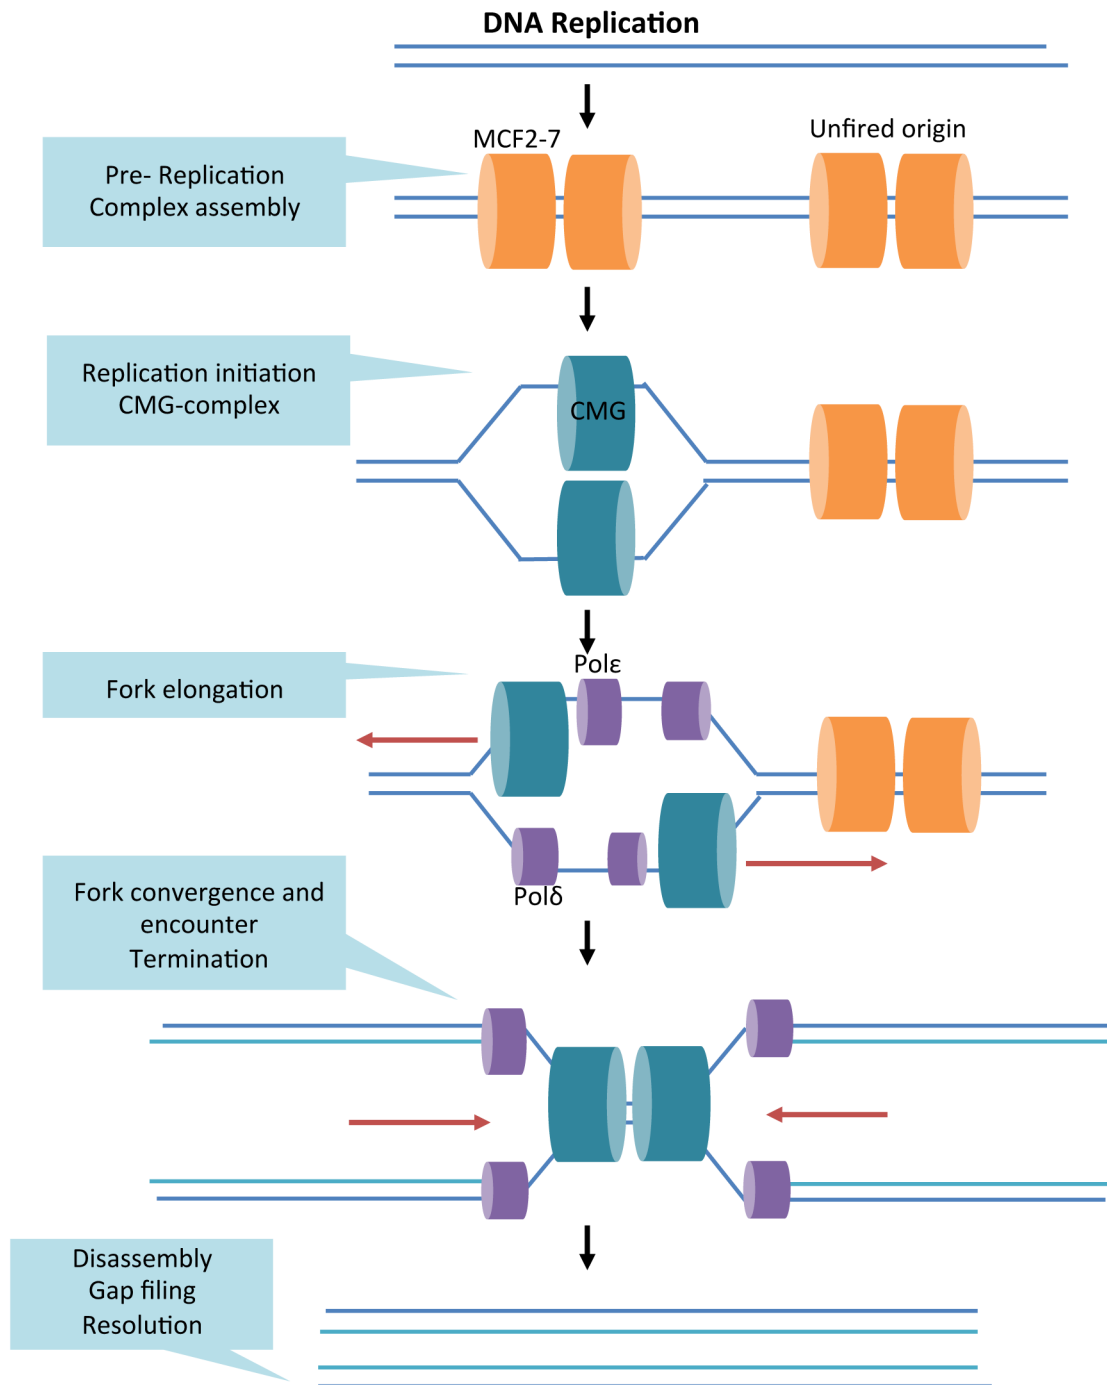 DNA Replication
MCF2-7
Unfired origin
Pre- Replication
Complex assembly
Replication initiation
CMG-complex
CMG
Fork elongation
Polε
Polδ
Fork convergence and
encounter
Termination
Disassembly
Gap filing
Resolution